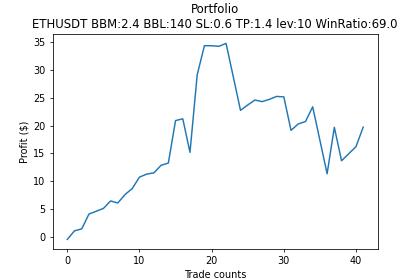 Portfolio
ETHUSDT BBM:2.4 BBL:140 SL:0.6 TP:1.4 lev:10 WinRatio:69.0
35
30
25
20
15
10
5
0
Profit ($)
0 10 20 30 40
Trade counts